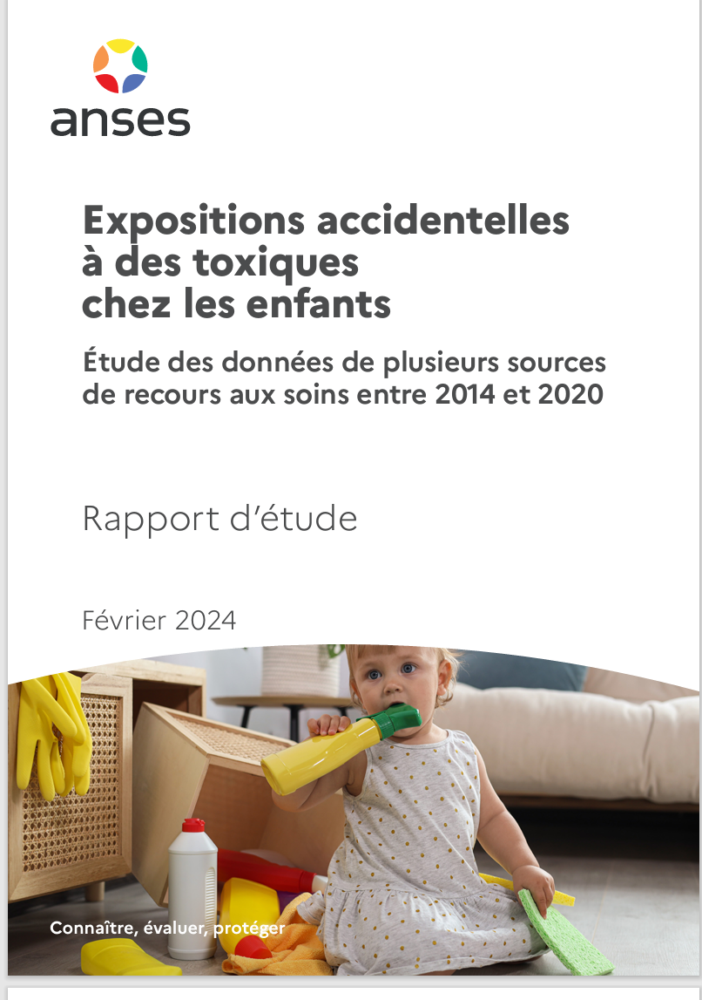 anses
Expositions accidentelles
à des toxiques
chez les enfants
Étude des données de plusieurs sources
de recours aux soins entre 2014 et 2020
Rapport d’étude
Février 2024
Connaître, évaluer, protéger